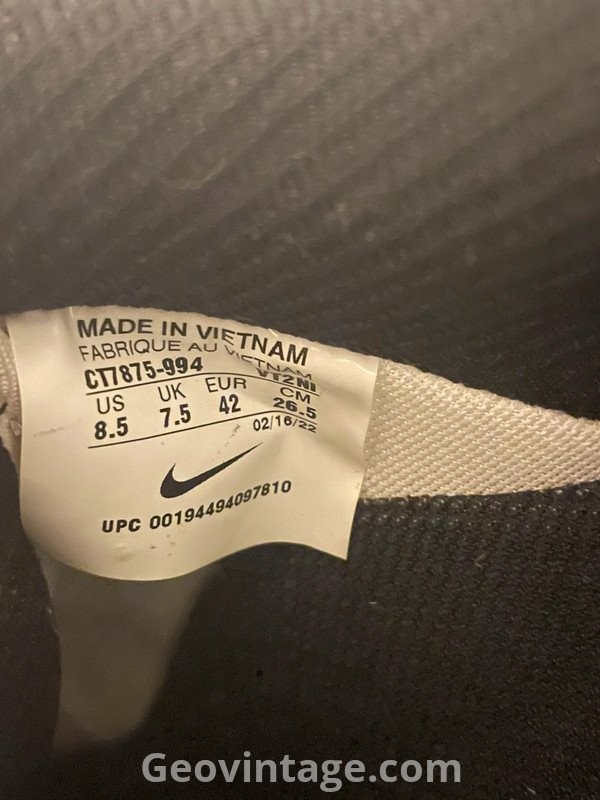 MADE IN VIETNAM
FABRIQUE AU VIETNAM
CT7875-994 VT2NI
US UK EUR CM
8.5 7.5 42 26.5
02/16/22
UPC 00194494097810
Geovintage.com